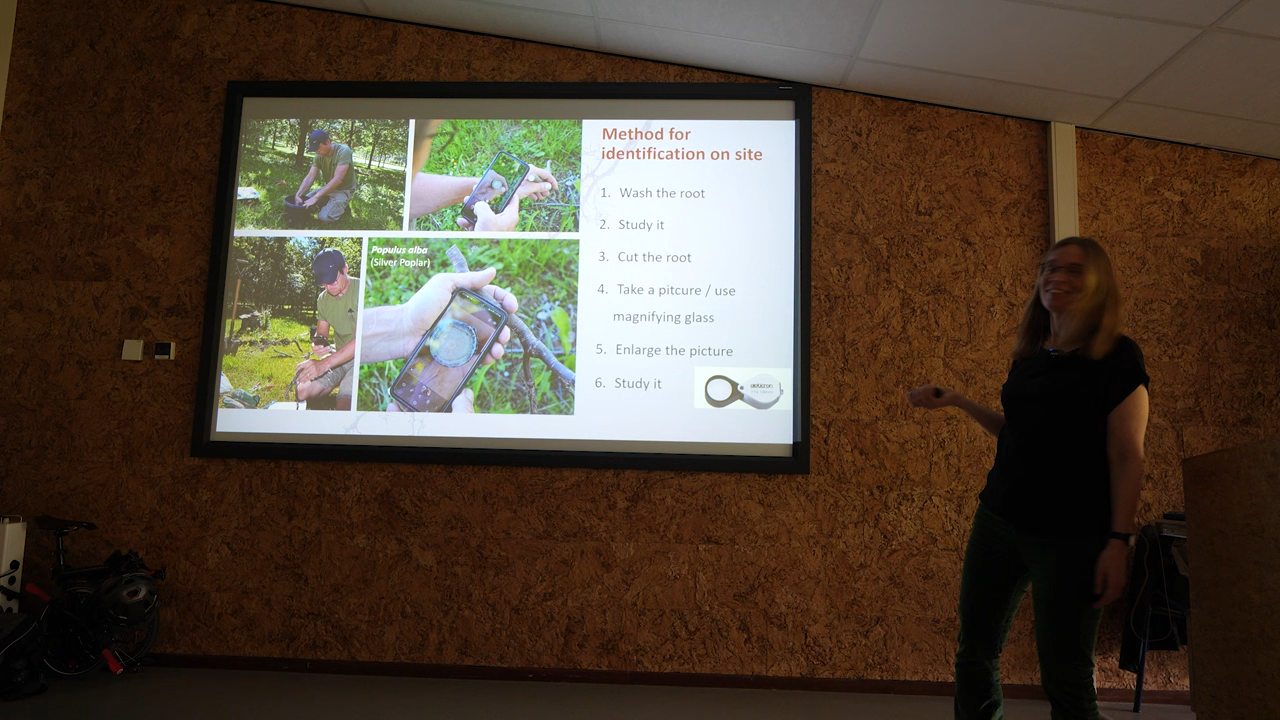 Method for
identification on site
1. Wash the root
2. Study it
3. Cut the root
4. Take a pitcure / use
magnifying glass
5. Enlarge the picture
6. Study it
Populus alba
(Silver Poplar)